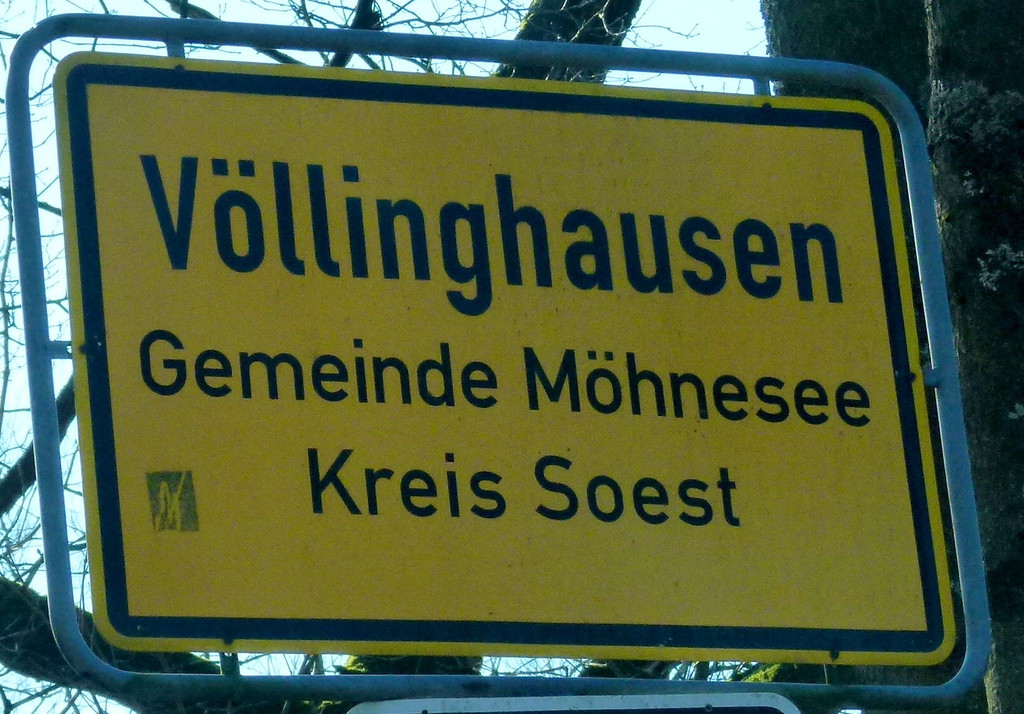 Völlinghausen
Gemeinde Möhnesee
Kreis Soest